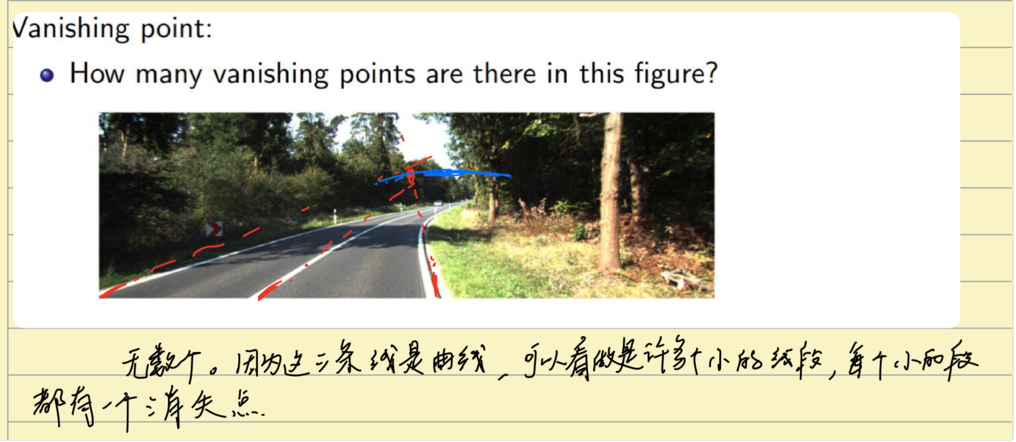 Vanishing point:
How many vanishing points are there in this figure?
无数个。因为这三条线是曲线,可以看做是许多个小的线段,每个小的段
都有一个消失点.